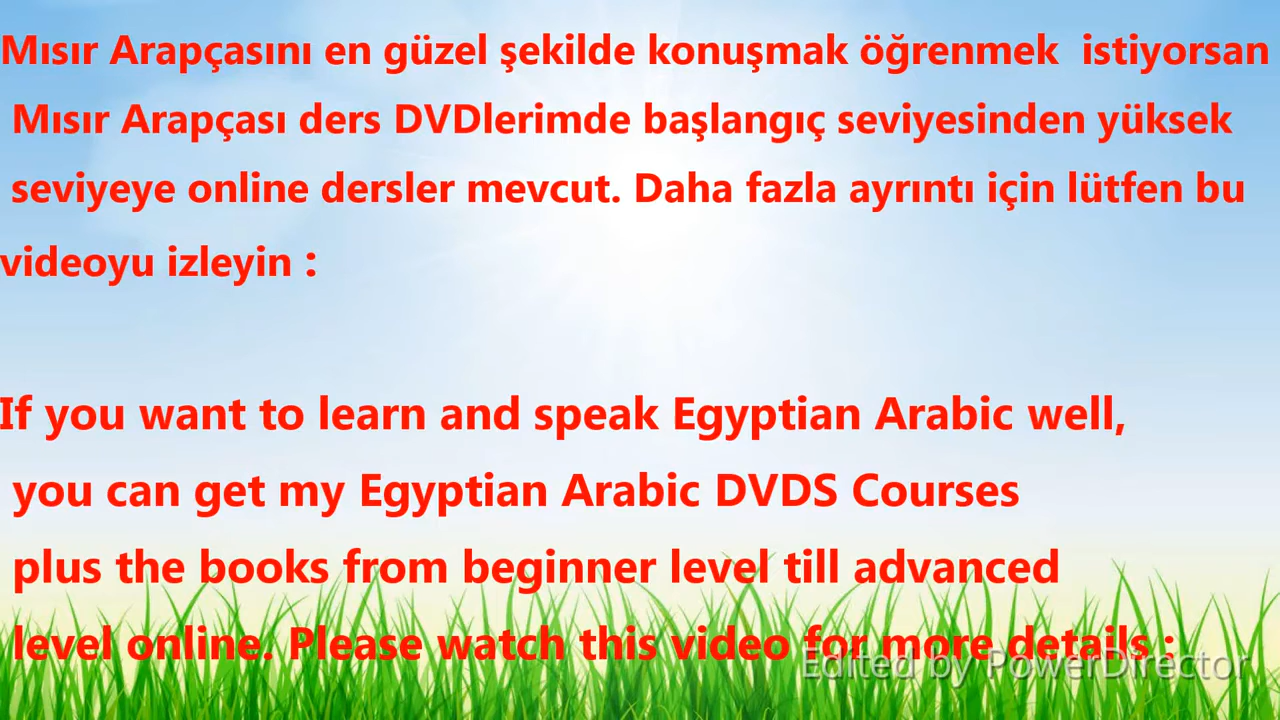 Mısır Arapçasını en güzel şekilde konuşmak öğrenmek istiyorsan
Mısır Arapçası ders DVDlerimde başlangıç seviyesinden yüksek
seviyeye online dersler mevcut. Daha fazla ayrıntı için lütfen bu
videoyu izleyin :
If you want to learn and speak Egyptian Arabic well,
you can get my Egyptian Arabic DVDS Courses
plus the books from beginner level till advanced
level online. Please watch this video for more details :
Edited by PowerDirector